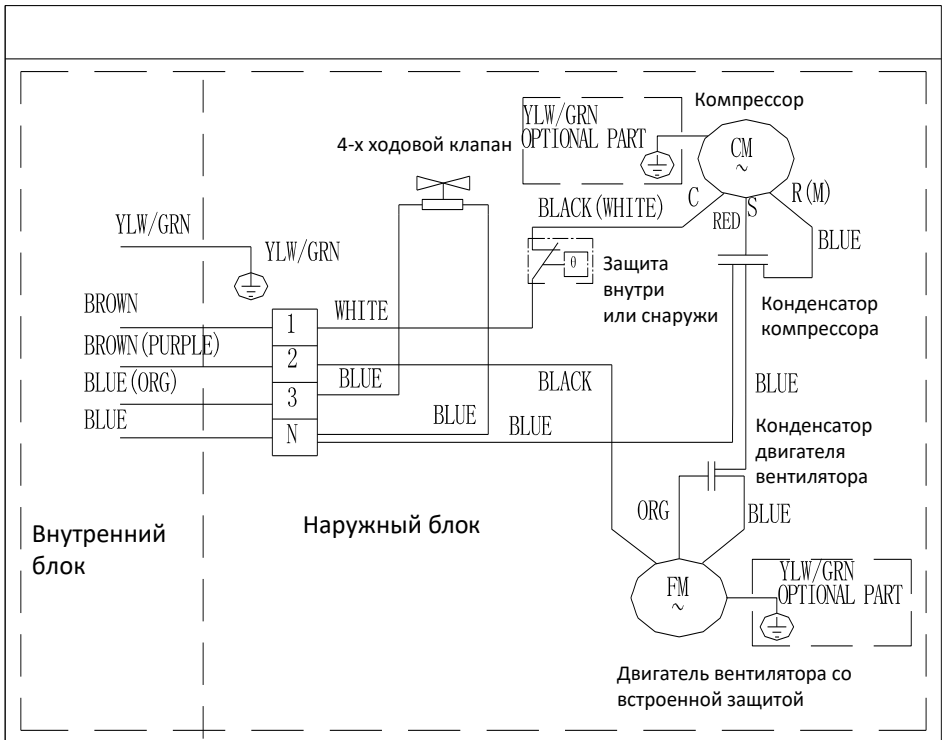 Компрессор
YLW/GRN
OPTIONAL PART
4-х ходовой клапан
CM
~
C
S
R(M)
BLACK(WHITE)
RED
BLUE
YLW/GRN
YLW/GRN
θ
Защита
внутри
или снаружи
Конденсатор
компрессора
BROWN
1
WHITE
BROWN(PURPLE)
2
BLUE
BLACK
BLUE
BLUE(ORG)
3
BLUE
N
BLUE
BLUE
Конденсатор
двигателя
вентилятора
ORG
BLUE
Внутренний
блок
Наружный блок
FM
~
YLW/GRN
OPTIONAL PART
Двигатель вентилятора со
встроенной защитой